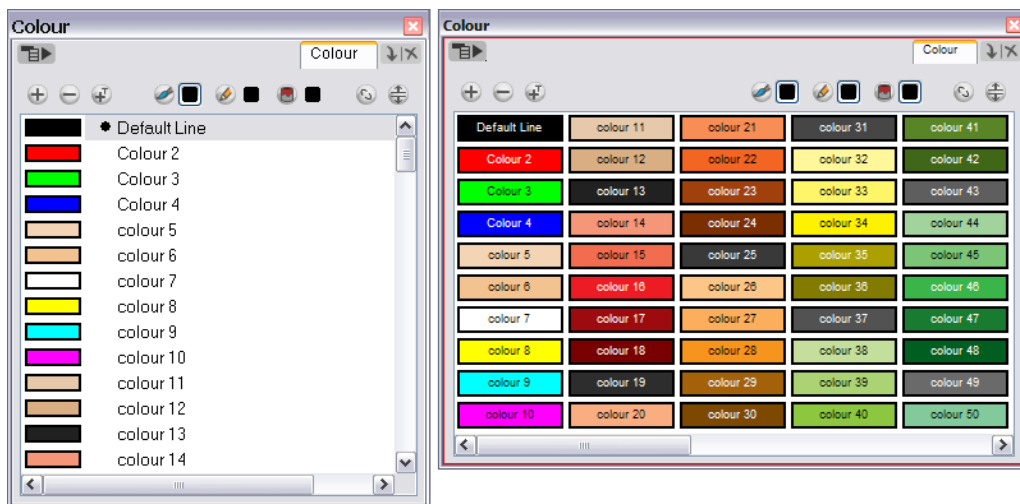 Colour
Colour
Default Line
Colour 2
Colour 3
Colour 4
colour 5
colour 6
colour 7
colour 8
colour 9
colour 10
colour 11
colour 12
colour 13
colour 14
Colour
Colour
Default Line colour 11 colour 21 colour 31 colour 41
Colour 2 colour 12 colour 22 colour 32 colour 42
Colour 3 colour 13 colour 23 colour 33 colour 43
Colour 4 colour 14 colour 24 colour 34 colour 44
colour 5 colour 15 colour 25 colour 35 colour 45
colour 6 colour 16 colour 26 colour 36 colour 46
colour 7 colour 17 colour 27 colour 37 colour 47
colour 8 colour 18 colour 28 colour 38 colour 48
colour 9 colour 19 colour 29 colour 39 colour 49
colour 10 colour 20 colour 30 colour 40 colour 50